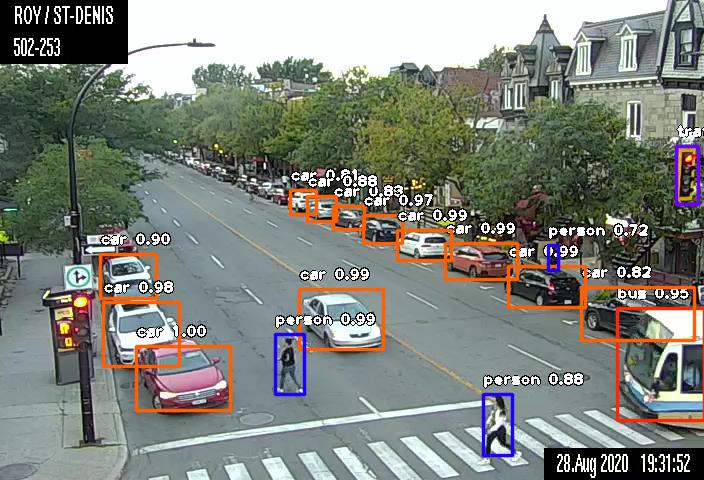 ROY / ST-DENIS
502-253
car 0.81
car 0.88
car 0.83
car 0.97
car 0.99
car 0.99
person 0.72
car 0.90
car 0.99
0.99
car 0.82
car 0.98
bus 0.95
car 1.00
person 0.99
person 0.88
28.Aug 2020 19:31:52